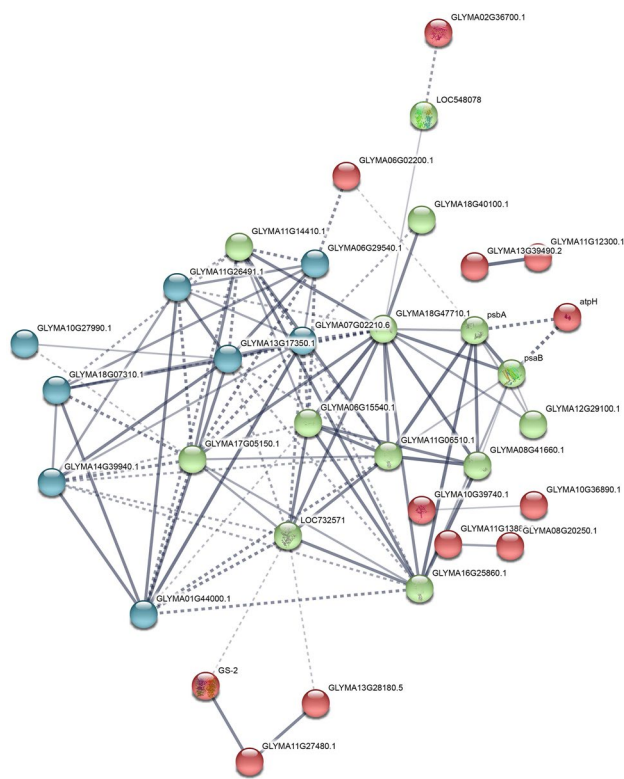 GLYMA02G36700.1
LOC548078
GLYMA06G02200.1
GLYMA18G40100.1
GLYMA11G14410.1
GLYMA06G29540.1
GLYMA11G12300.1
GLYMA13G39490.2
GLYMA11G26491.1
atpH
GLYMA18G47710.1
psbA
GLYMA07G02210.6
GLYMA10G27990.1
GLYMA13G17350.1
psaB
GLYMA18G07310.1
GLYMA06G15540.1
GLYMA12G29100.1
GLYMA17G05150.1
GLYMA11G06510.1
GLYMA08G41660.1
GLYMA14G39940.1
GLYMA10G39740.1
GLYMA10G36890.1
LOC732571
GLYMA11G138
GLYMA08G20250.1
GLYMA16G25860.1
GLYMA01G44000.1
GS-2
GLYMA13G28180.5
GLYMA11G27480.1